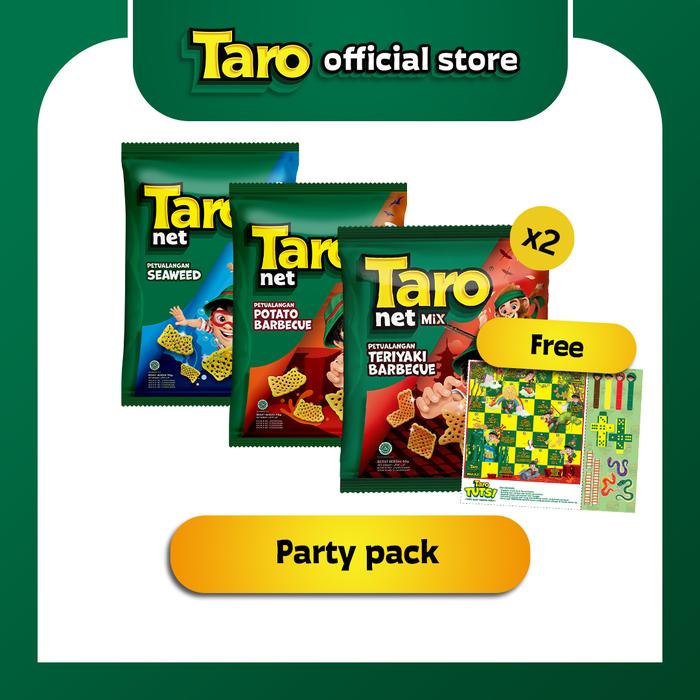 Taro official store
Taro
net
PETUALANGAN
SEAWEED
Taro
net
PETUALANGAN
POTATO
BARBECUE
Taro
net MiX
PETUALANGAN
TERIYAKI
BARBECUE
x2
Free
Taro
TUTS!
Party pack